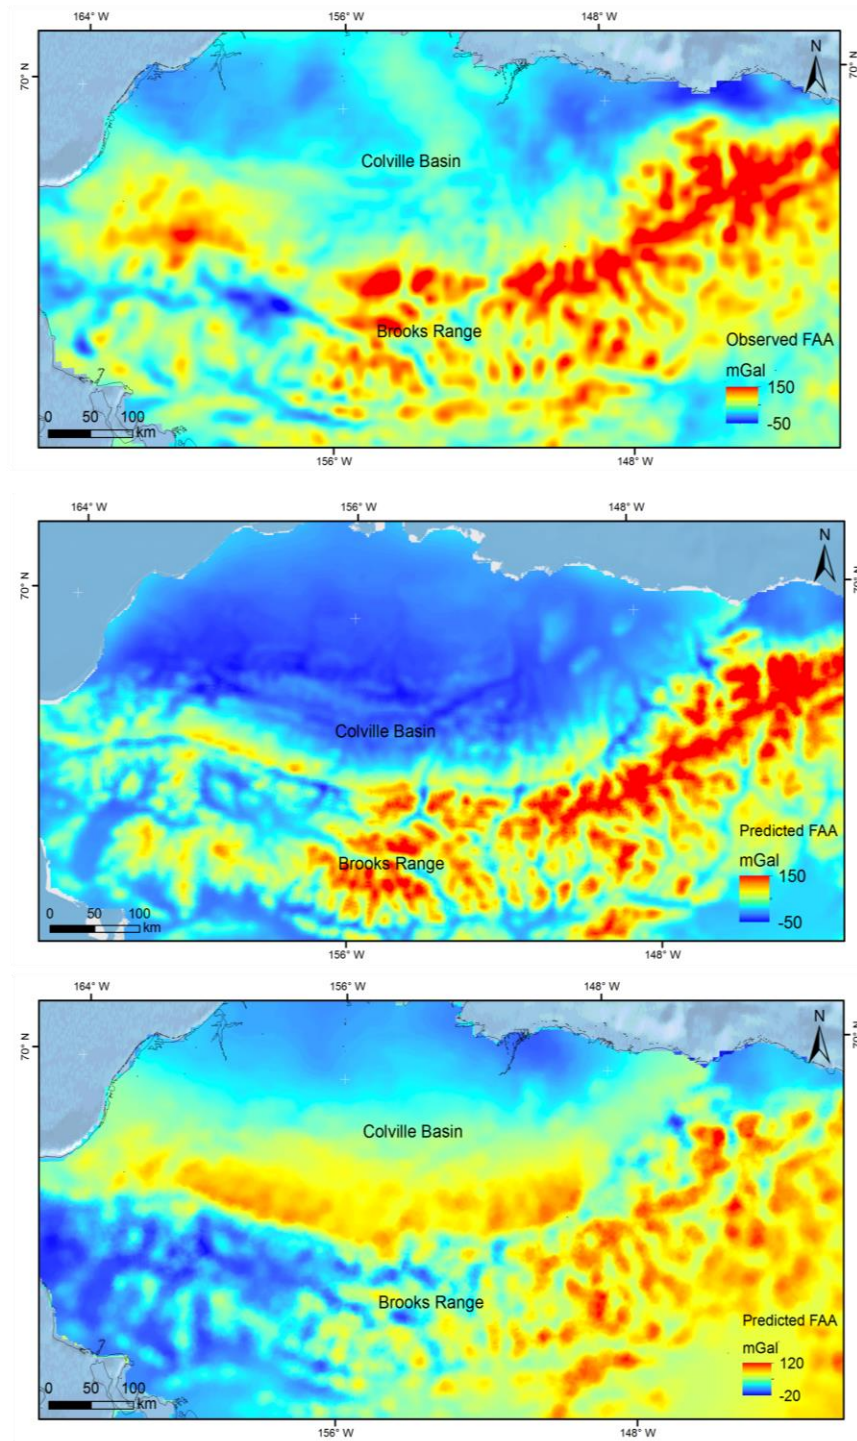 164° W 156° W 148° W
N
70° N 70° N
Colville Basin
Brooks Range
Observed FAA
mGal
150
-50
0 50 100
km
156° W 148° W
164° W 156° W 148° W
N
70° N 70° N
Colville Basin
Brooks Range
Predicted FAA
mGal
150
-50
0 50 100
km
156° W 148° W
164° W 156° W 148° W
N
70° N 70° N
Colville Basin
Brooks Range
Predicted FAA
mGal
120
-20
0 50 100
km
156° W 148° W